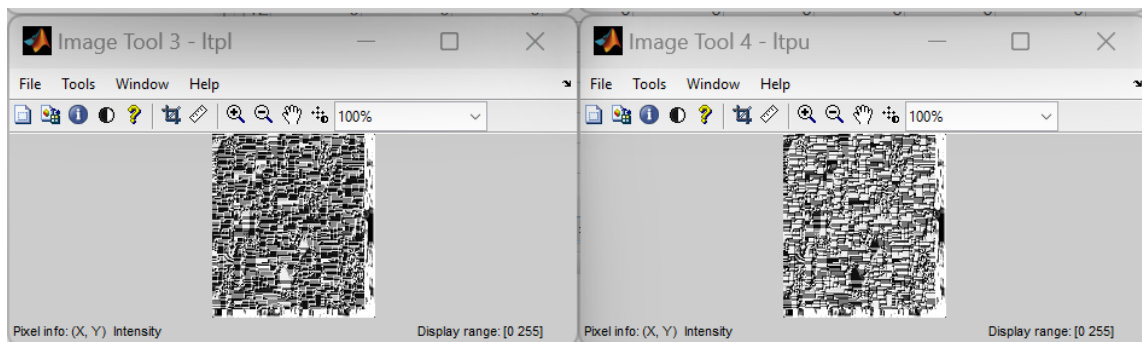 Image Tool 3 - ltpl
File Tools Window Help
100%
Pixel info: (X, Y) Intensity
Display range: [0 255]
Image Tool 4 - ltpu
File Tools Window Help
100%
Pixel info: (X, Y) Intensity
Display range: [0 255]